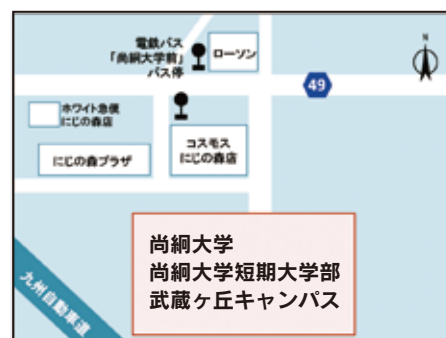 電鉄バス
「尚絅大学前」
バス停
ローソン
N
49
ホワイト急便
にじの森店
コスモス
にじの森店
にじの森プラザ
尚絅大学
尚絅大学短期大学部
武蔵ヶ丘キャンパス
九州自動車道